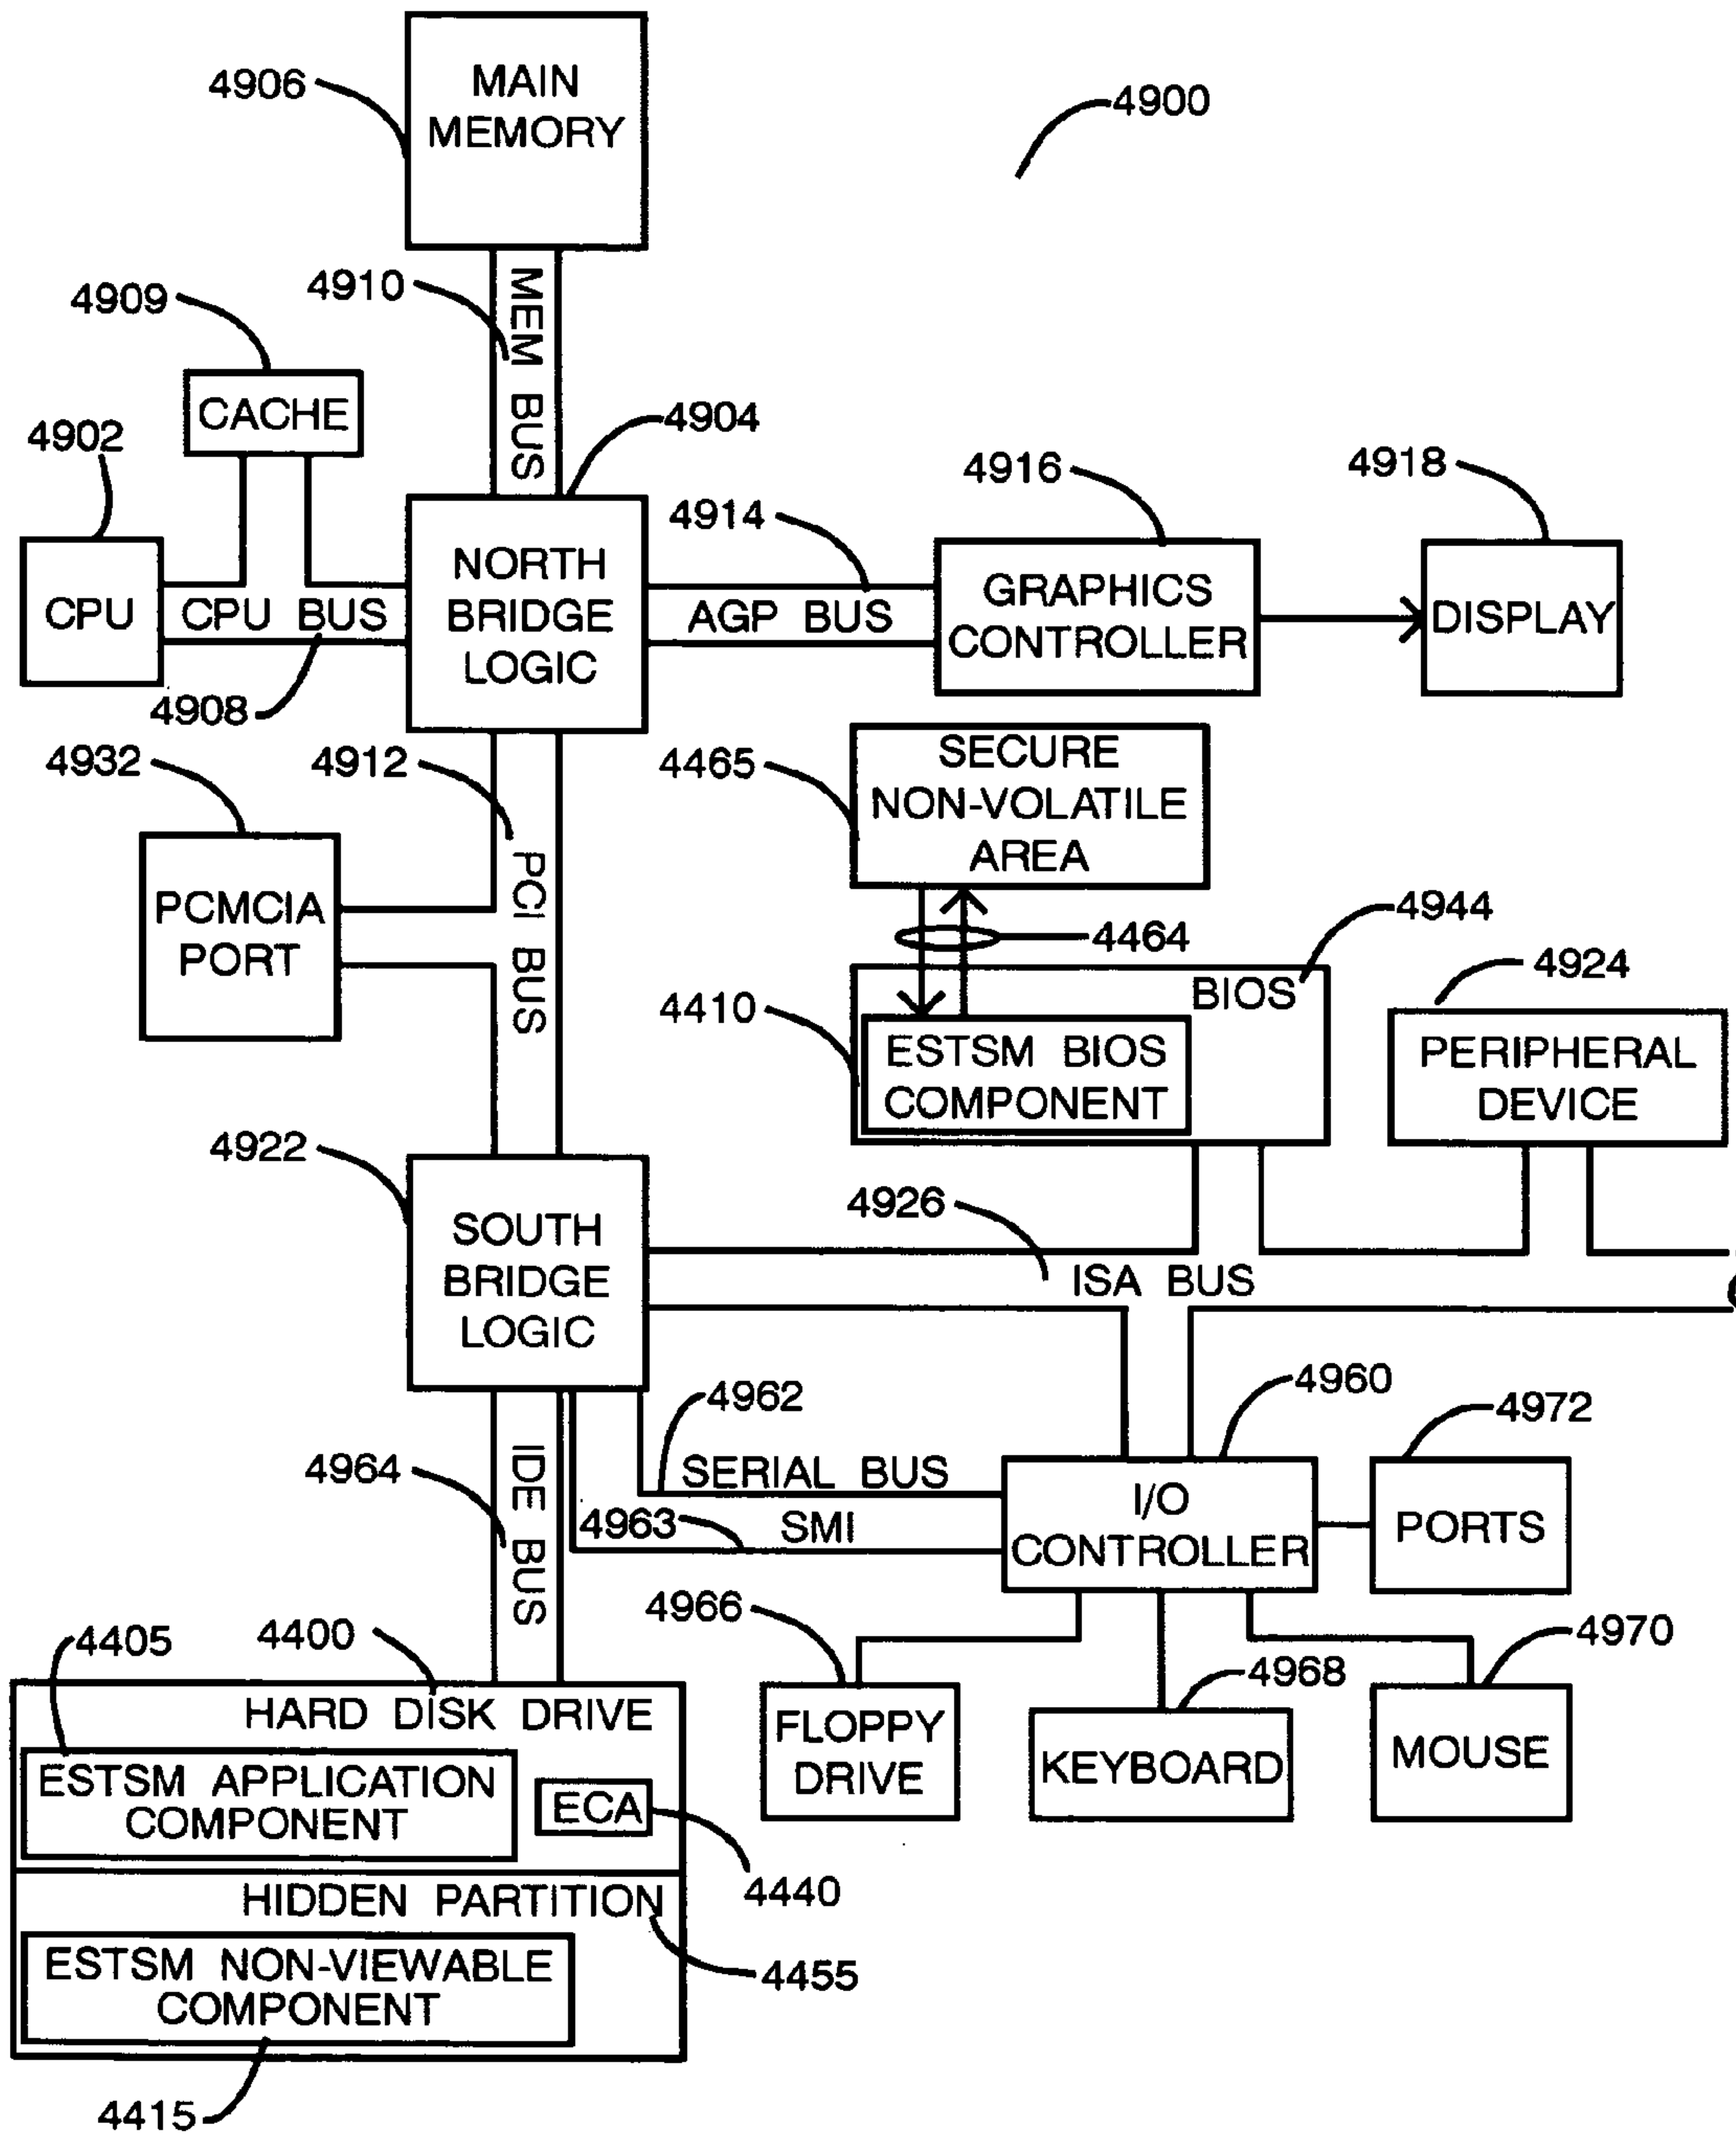 MAIN
MEMORY
4906
4900
4910
MEM BUS
4909
CACHE
4902
4904
4916
4918
4914
CPU
CPU BUS
NORTH
BRIDGE
LOGIC
AGP BUS
GRAPHICS
CONTROLLER
DISPLAY
4908
4932
4912
4465
SECURE
NON-VOLATILE
AREA
PCMCIA
PORT
PCI BUS
4464
4944
4924
BIOS
4410
ESTSM BIOS
COMPONENT
PERIPHERAL
DEVICE
4922
4926
SOUTH
BRIDGE
LOGIC
ISA BUS
4960
4962
4972
4964
IDE BUS
SERIAL BUS
4963
SMI
I/O
CONTROLLER
PORTS
4966
4405
4400
4970
4968
HARD DISK DRIVE
FLOPPY
DRIVE
KEYBOARD
MOUSE
ESTSM APPLICATION
COMPONENT
ECA
4440
HIDDEN PARTITION
ESTSM NON-VIEWABLE
COMPONENT
4455
4415